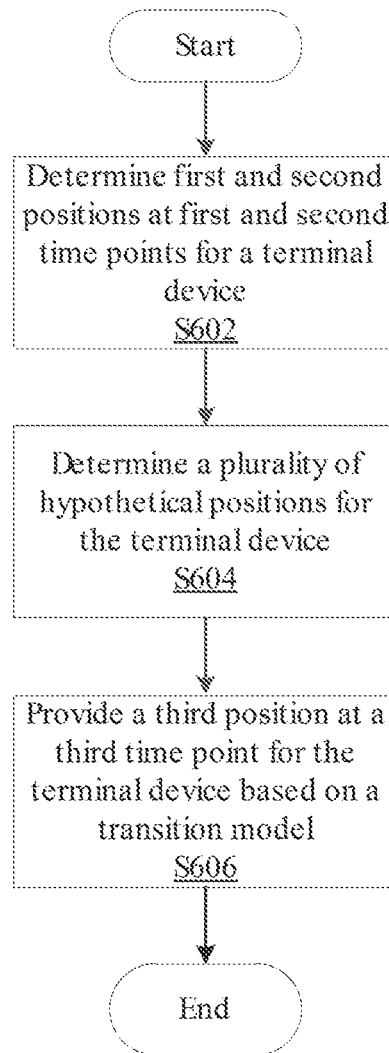 Start
Determine first and second
positions at first and second
time points for a terminal
device
S602
Determine a plurality of
hypothetical positions for
the terminal device
S604
Provide a third position at a
third time point for the
terminal device based on a
transition model
S606
End